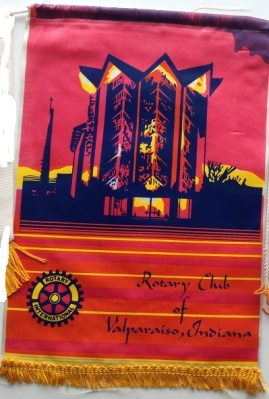 ROTARY
INTERNATIONAL
Rotary Club
of
Valparaiso, Indiana